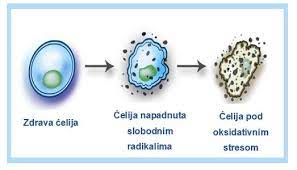 Zdrava ćelija
Ćelija napadnuta
slobodnim
radikalima
Ćelija pod
oksidativnim
stresom